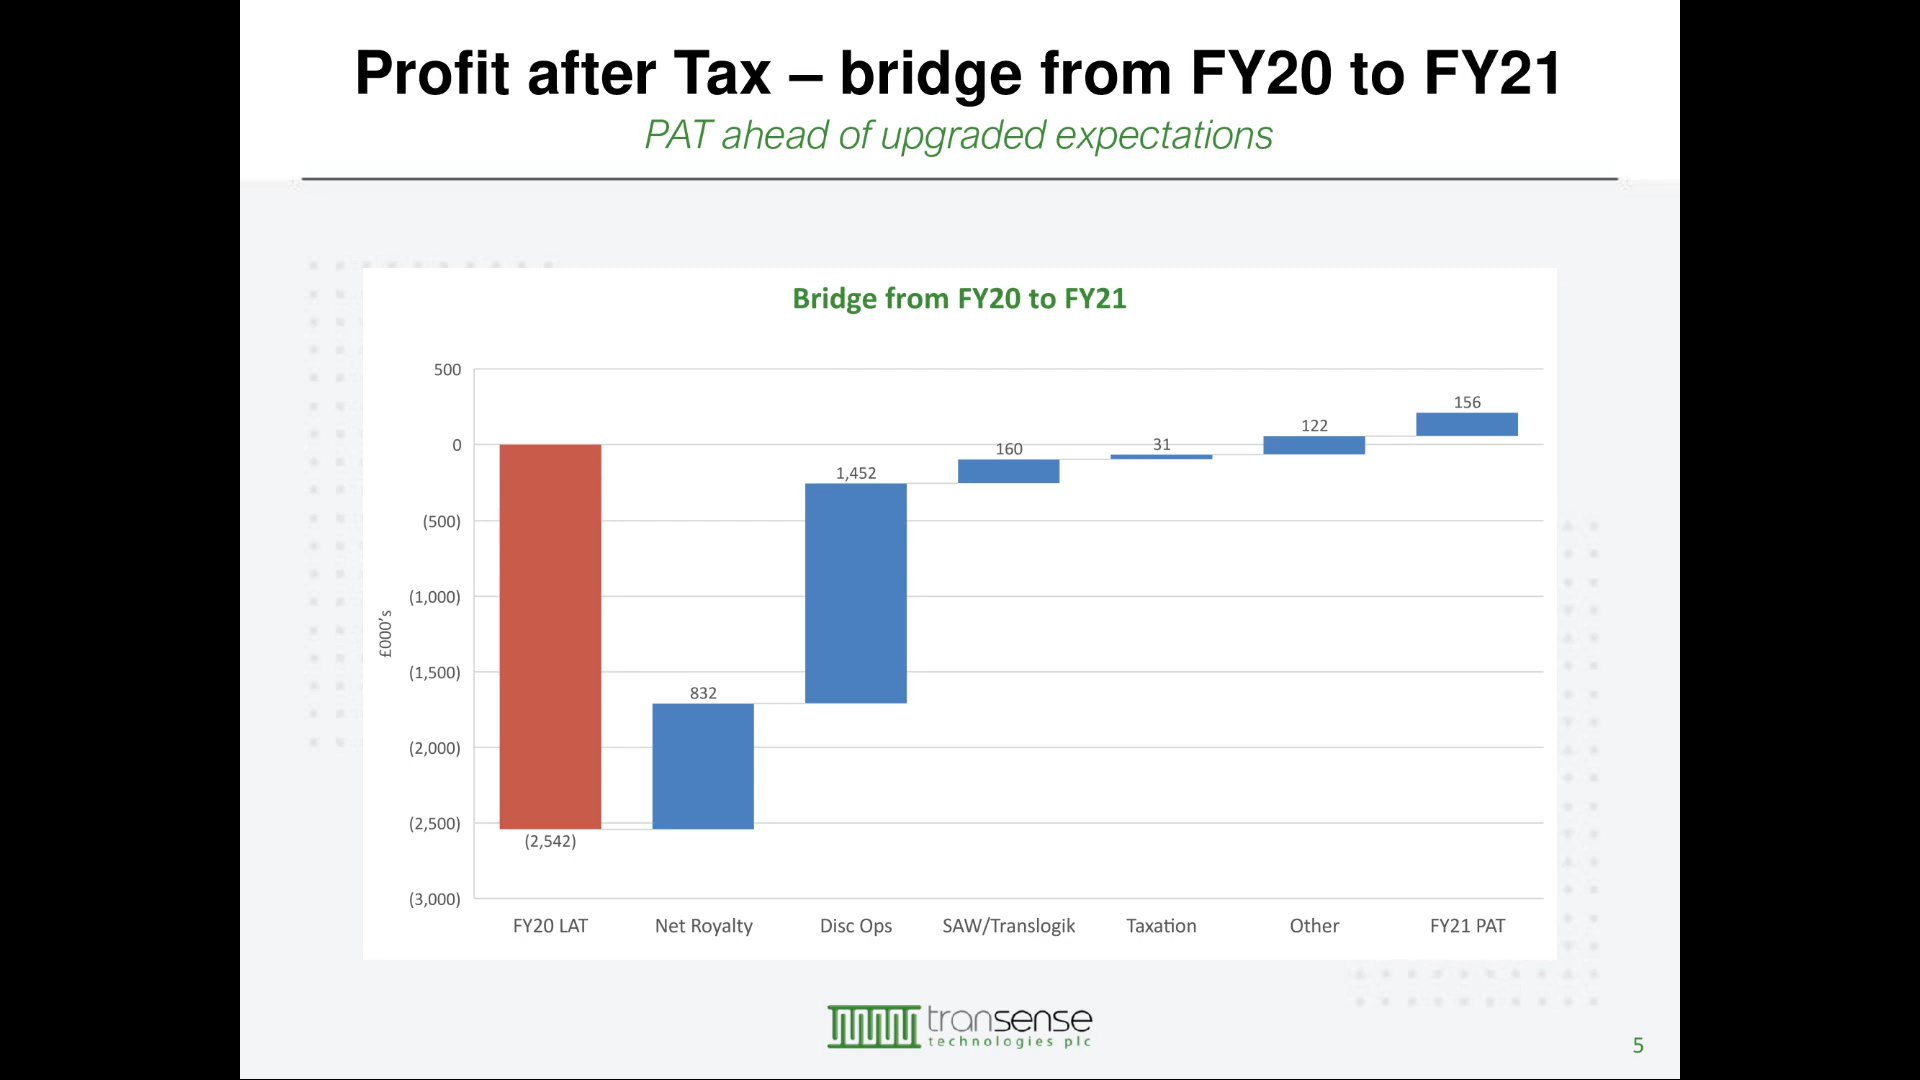 Profit after Tax – bridge from FY20 to FY21
PAT ahead of upgraded expectations
Bridge from FY20 to FY21
500
0
(500)
(1,000)
(1,500)
(2,000)
(2,500)
(3,000)
£000's
(2,542)
832
1,452
160
31
122
156
FY20 LAT
Net Royalty
Disc Ops
SAW/Translogik
Taxation
Other
FY21 PAT
transense
technologies plc
5